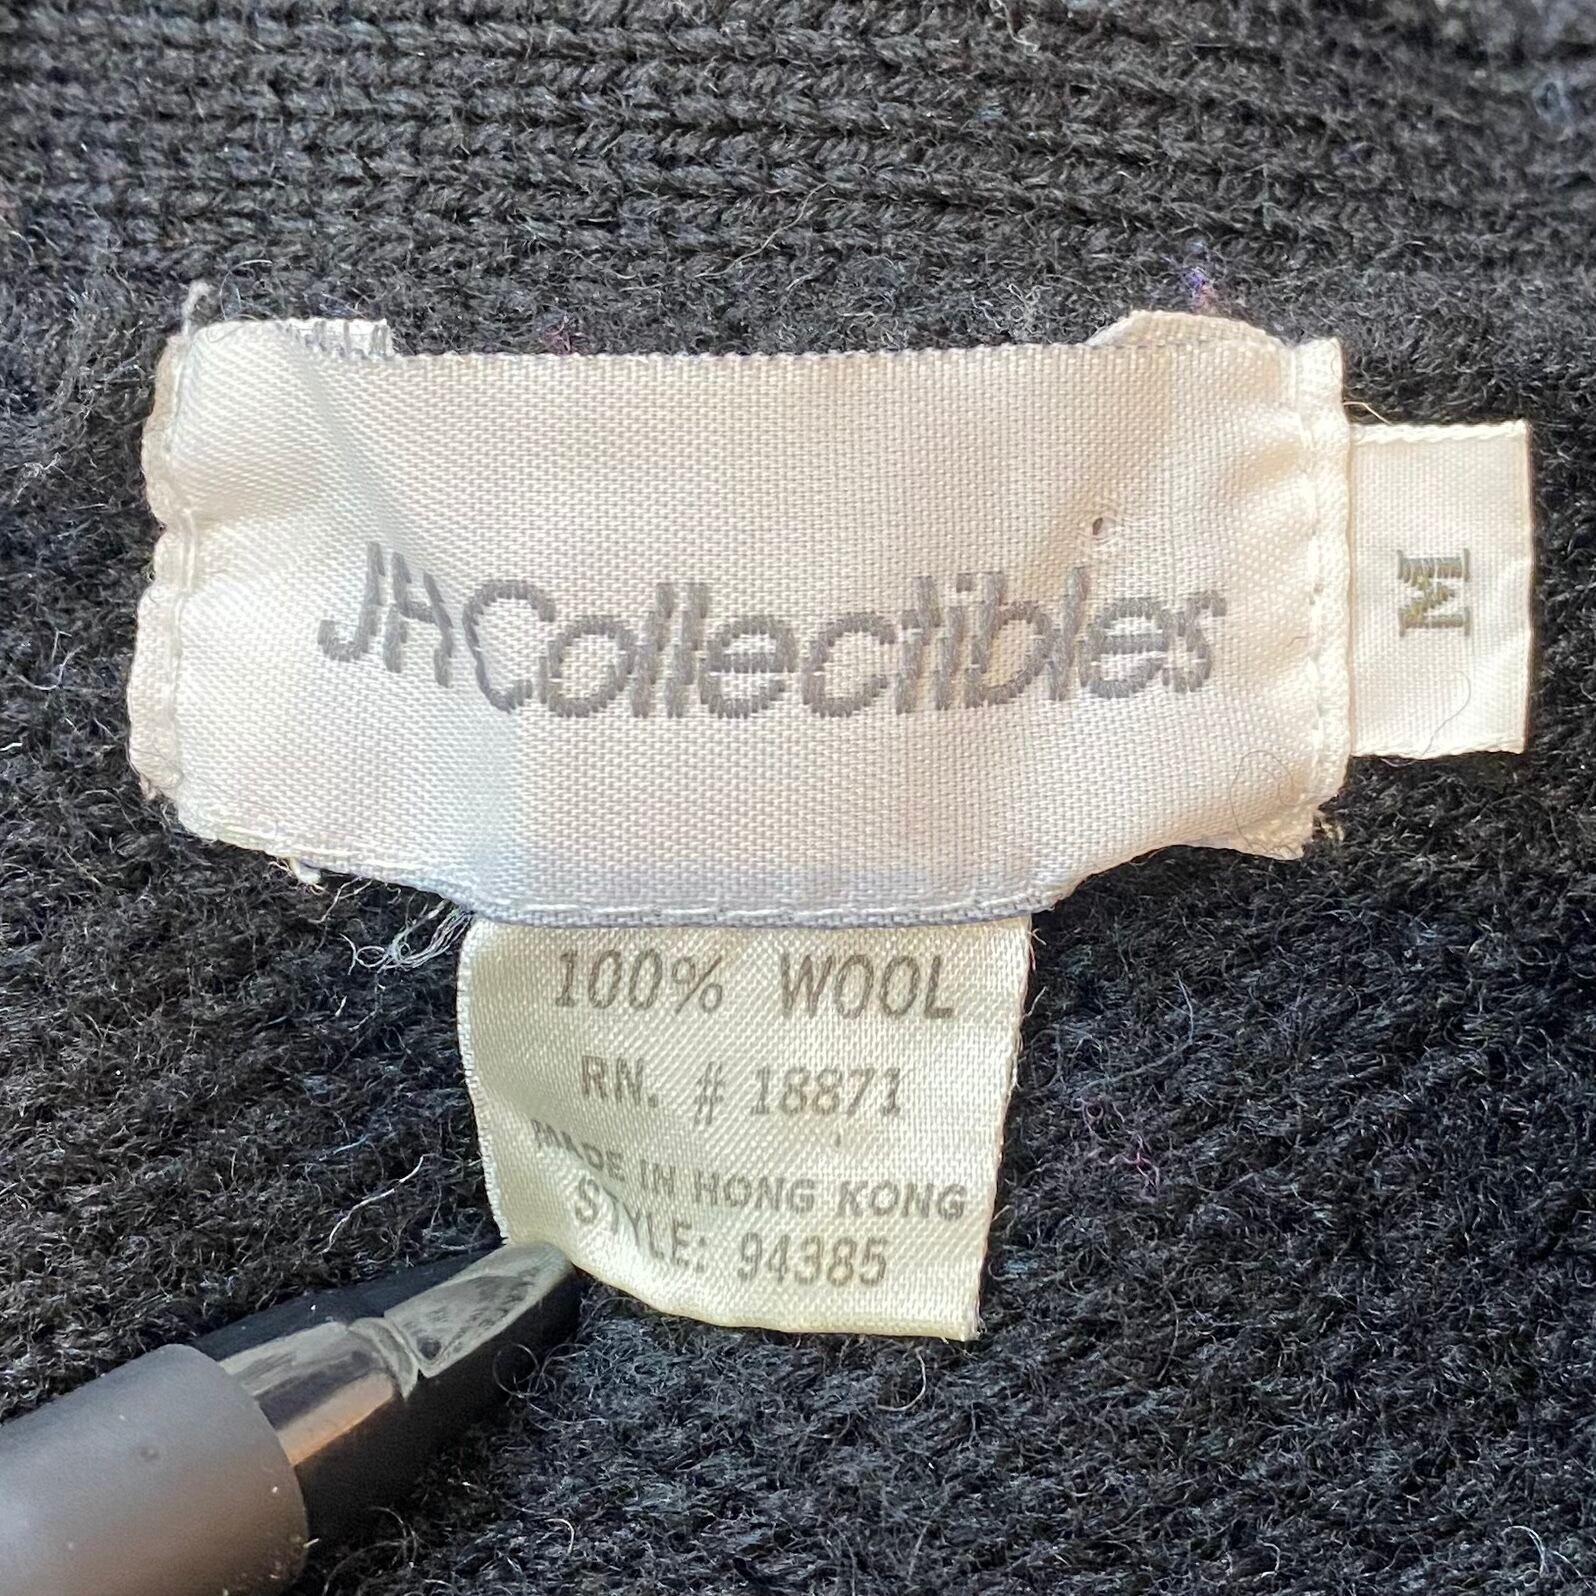 JHCollectibles
M
100% WOOL
RN. # 18871
MADE IN HONG KONG
STYLE: 94385